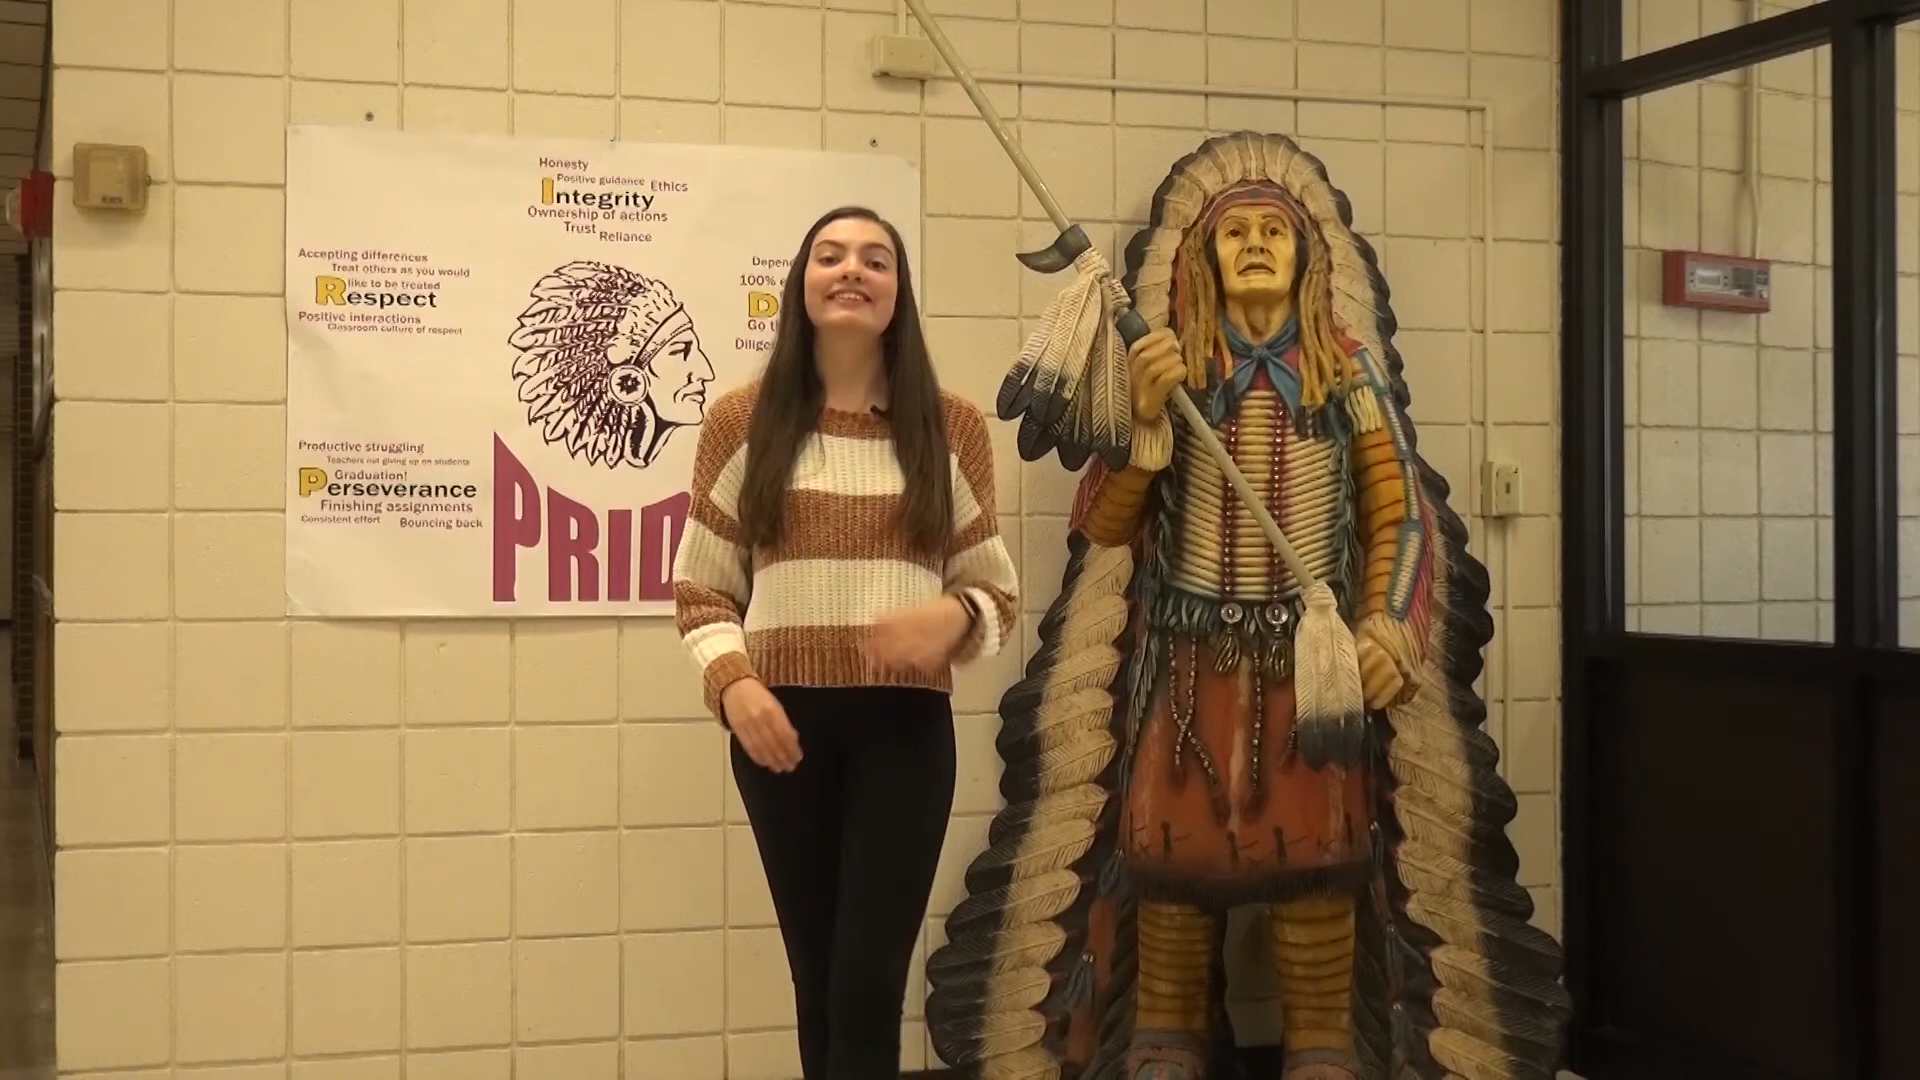 Honesty
Positive guidance Ethics
Integrity
Ownership of actions
Trust
Reliance
Accepting differences
Treat others as you would
like to be treated
Respect
Positive interactions
Classroom culture of respect
Depen
100%
D
Go t
Dilige
Productive struggling
Teachers not giving up on students
Graduation!
Perseverance
Finishing assignments
Consistent effort Bouncing back
PRID